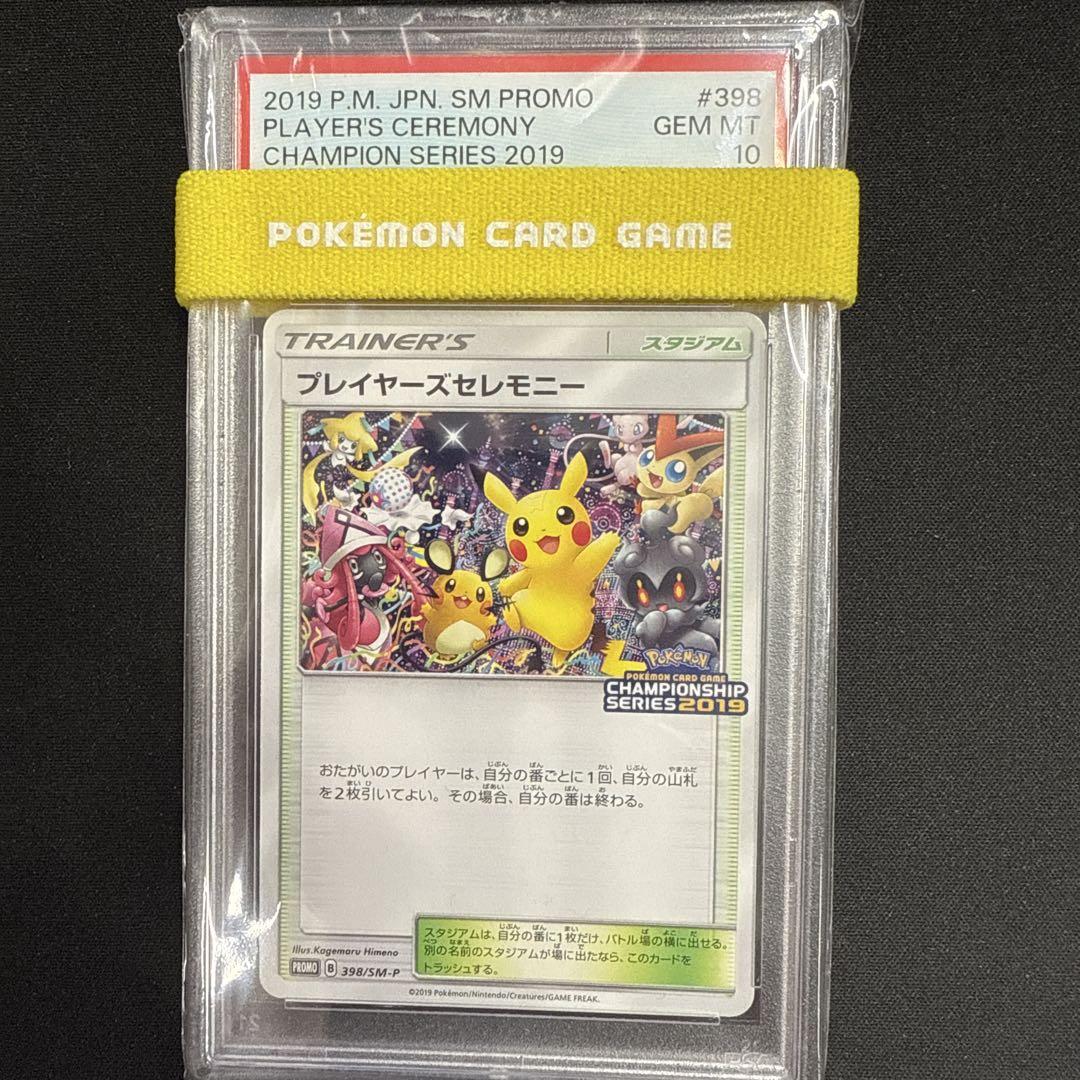 2019 P.M. JPN. SM PROMO #398
PLAYER'S CEREMONY GEM MT
CHAMPION SERIES 2019 10
POKÉMON CARD GAME
TRAINER'S スタジアム
プレイヤーズセレモニー
Pokémon
POKÉMON CARD GAME
CHAMPIONSHIP
SERIES 2019
おたがいのプレイヤーは、自分の番ごとに1回、自分の山札
を2枚引いてよい。その場合、自分の番は終わる。
スタジアムは、自分の番に1枚だけ、バトル場の横に出せる。
別の名前のスタジアムが場に出たなら、このカードを
トラッシュする。
Illus.Kagemaru Himeno
PROMO B 398/SM-P
©2019 Pokémon/Nintendo/Creatures/GAME FREAK.